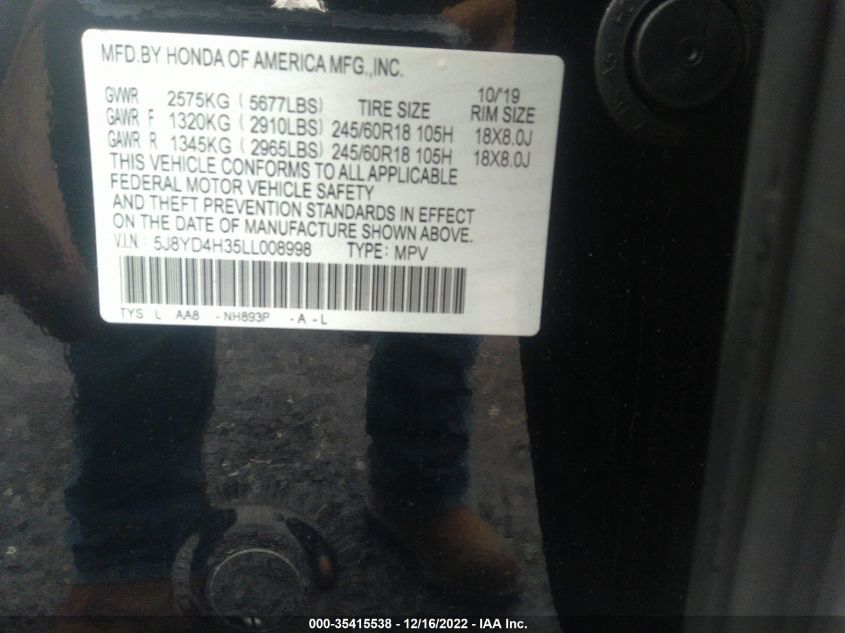 MFD.BY HONDA OF AMERICA MFG.,INC.
10/'19
GVWR 2575KG ( 5677LBS) TIRE SIZE RIM SIZE
GAWR F 1320KG ( 2910LBS) 245/60R18 105H 18X8.0J
GAWR R 1345KG ( 2965LBS) 245/60R18 105H 18X8.0J
THIS VEHICLE CONFORMS TO ALL APPLICABLE
FEDERAL MOTOR VEHICLE SAFETY
AND THEFT PREVENTION STANDARDS IN EFFECT
ON THE DATE OF MANUFACTURE SHOWN ABOVE.
V.I.N: 5J8YD4H35LL008998 TYPE: MPV
TYS L AA8 -NH893P -A -L
000-35415538 - 12/16/2022 - IAA Inc.